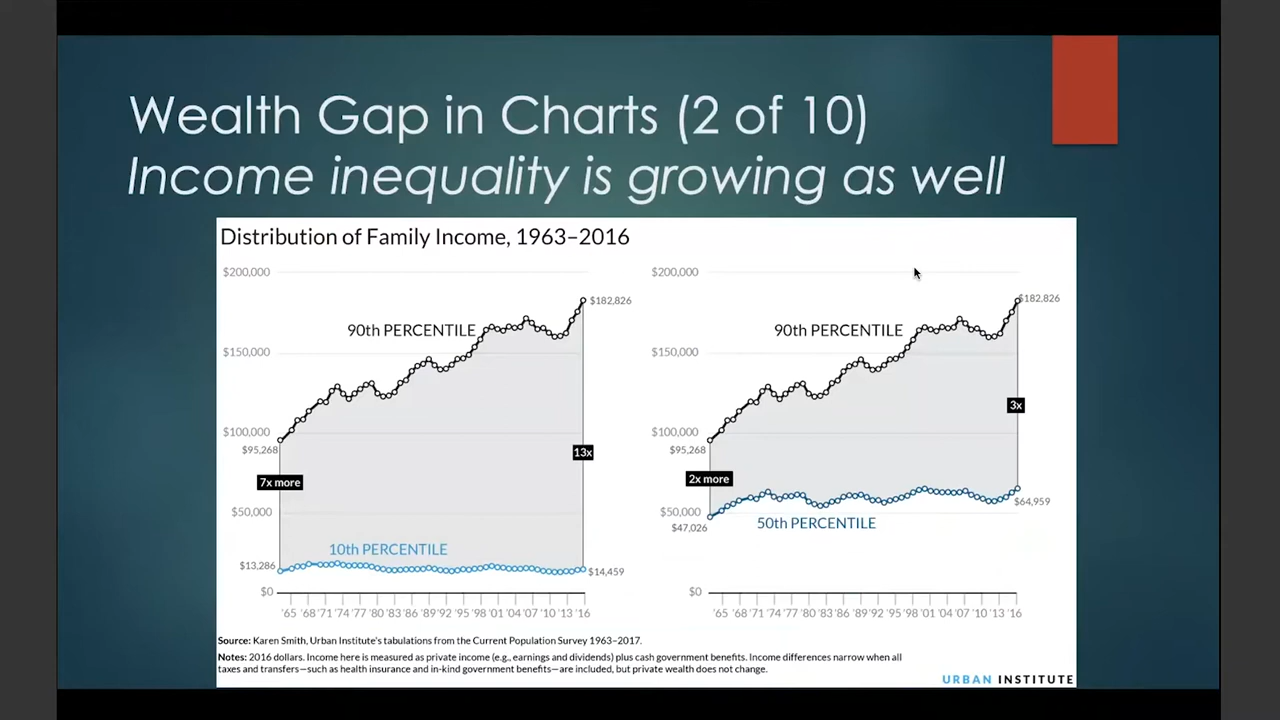 Wealth Gap in Charts (2 of 10)
Income inequality is growing as well
Distribution of Family Income, 1963–2016
$200,000
$150,000
$100,000
$50,000
$0
90th PERCENTILE
$182,826
$95,268
7x more
13x
10th PERCENTILE
$13,286
$14,459
'65 '68 '71 '74 '77 '80 '83 '86 '89 '92 '95 '98 '01 '04 '07 '10 '13 '16
$200,000
$150,000
$100,000
$50,000
$0
90th PERCENTILE
$182,826
$95,268
2x more
3x
50th PERCENTILE
$47,026
$64,959
'65 '68 '71 '74 '77 '80 '83 '86 '89 '92 '95 '98 '01 '04 '07 '10 '13 '16
Source: Karen Smith, Urban Institute's tabulations from the Current Population Survey 1963–2017.
Notes: 2016 dollars. Income here is measured as private income (e.g., earnings and dividends) plus cash government benefits. Income differences narrow when all
taxes and transfers—such as health insurance and in-kind government benefits—are included, but private wealth does not change.
URBAN INSTITUTE